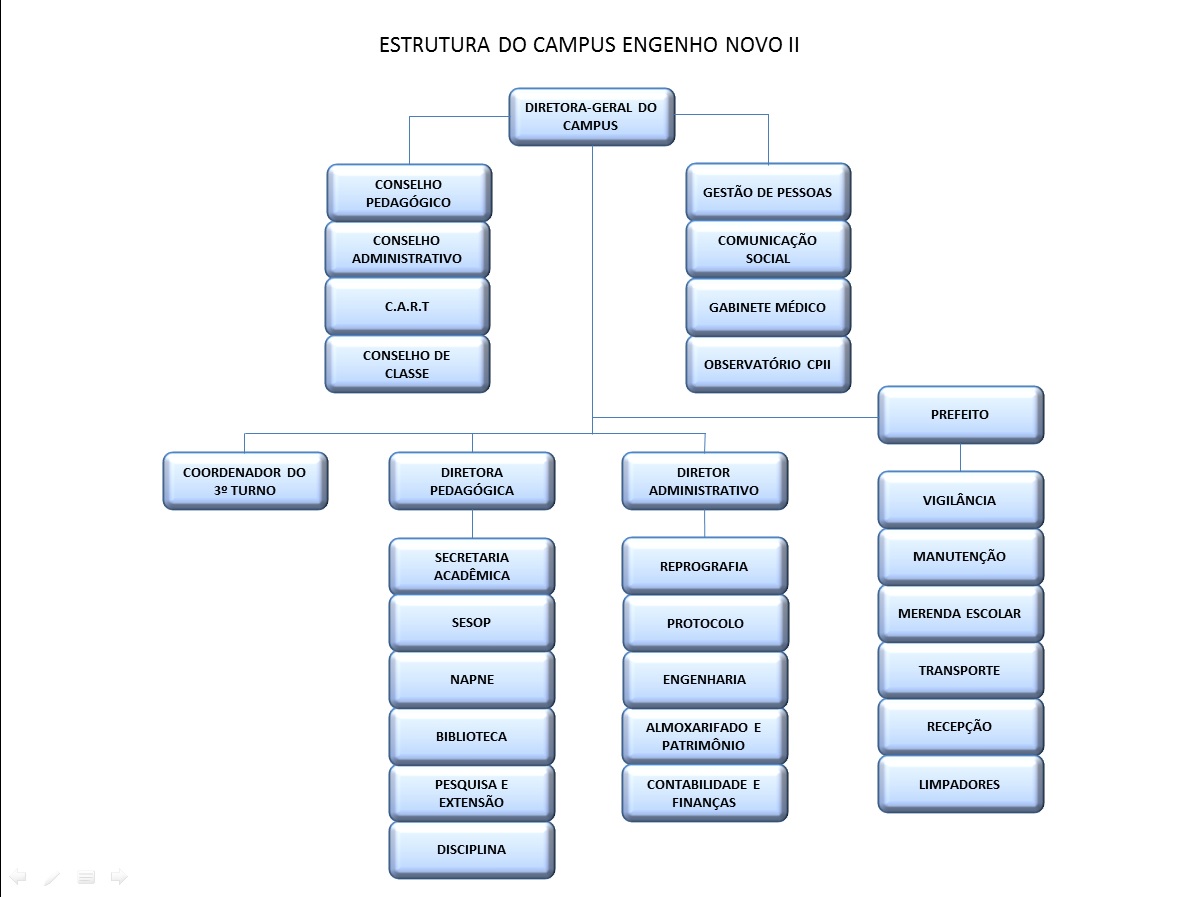 ESTRUTURA DO CAMPUS ENGENHO NOVO II
DIRETORA-GERAL DO
CAMPUS
CONSELHO
PEDAGÓGICO
CONSELHO
ADMINISTRATIVO
C.A.R.T
CONSELHO DE
CLASSE
GESTÃO DE PESSOAS
COMUNICAÇÃO
SOCIAL
GABINETE MÉDICO
OBSERVATÓRIO CPII
PREFEITO
COORDENADOR DO
3º TURNO
DIRETORA
PEDAGÓGICA
DIRETOR
ADMINISTRATIVO
SECRETARIA
ACADÊMICA
SESOP
NAPNE
BIBLIOTECA
PESQUISA E
EXTENSÃO
DISCIPLINA
REPROGRAFIA
PROTOCOLO
ENGENHARIA
ALMOXARIFADO E
PATRIMÔNIO
CONTABILIDADE E
FINANÇAS
VIGILÂNCIA
MANUTENÇÃO
MERENDA ESCOLAR
TRANSPORTE
RECEPÇÃO
LIMPADORES